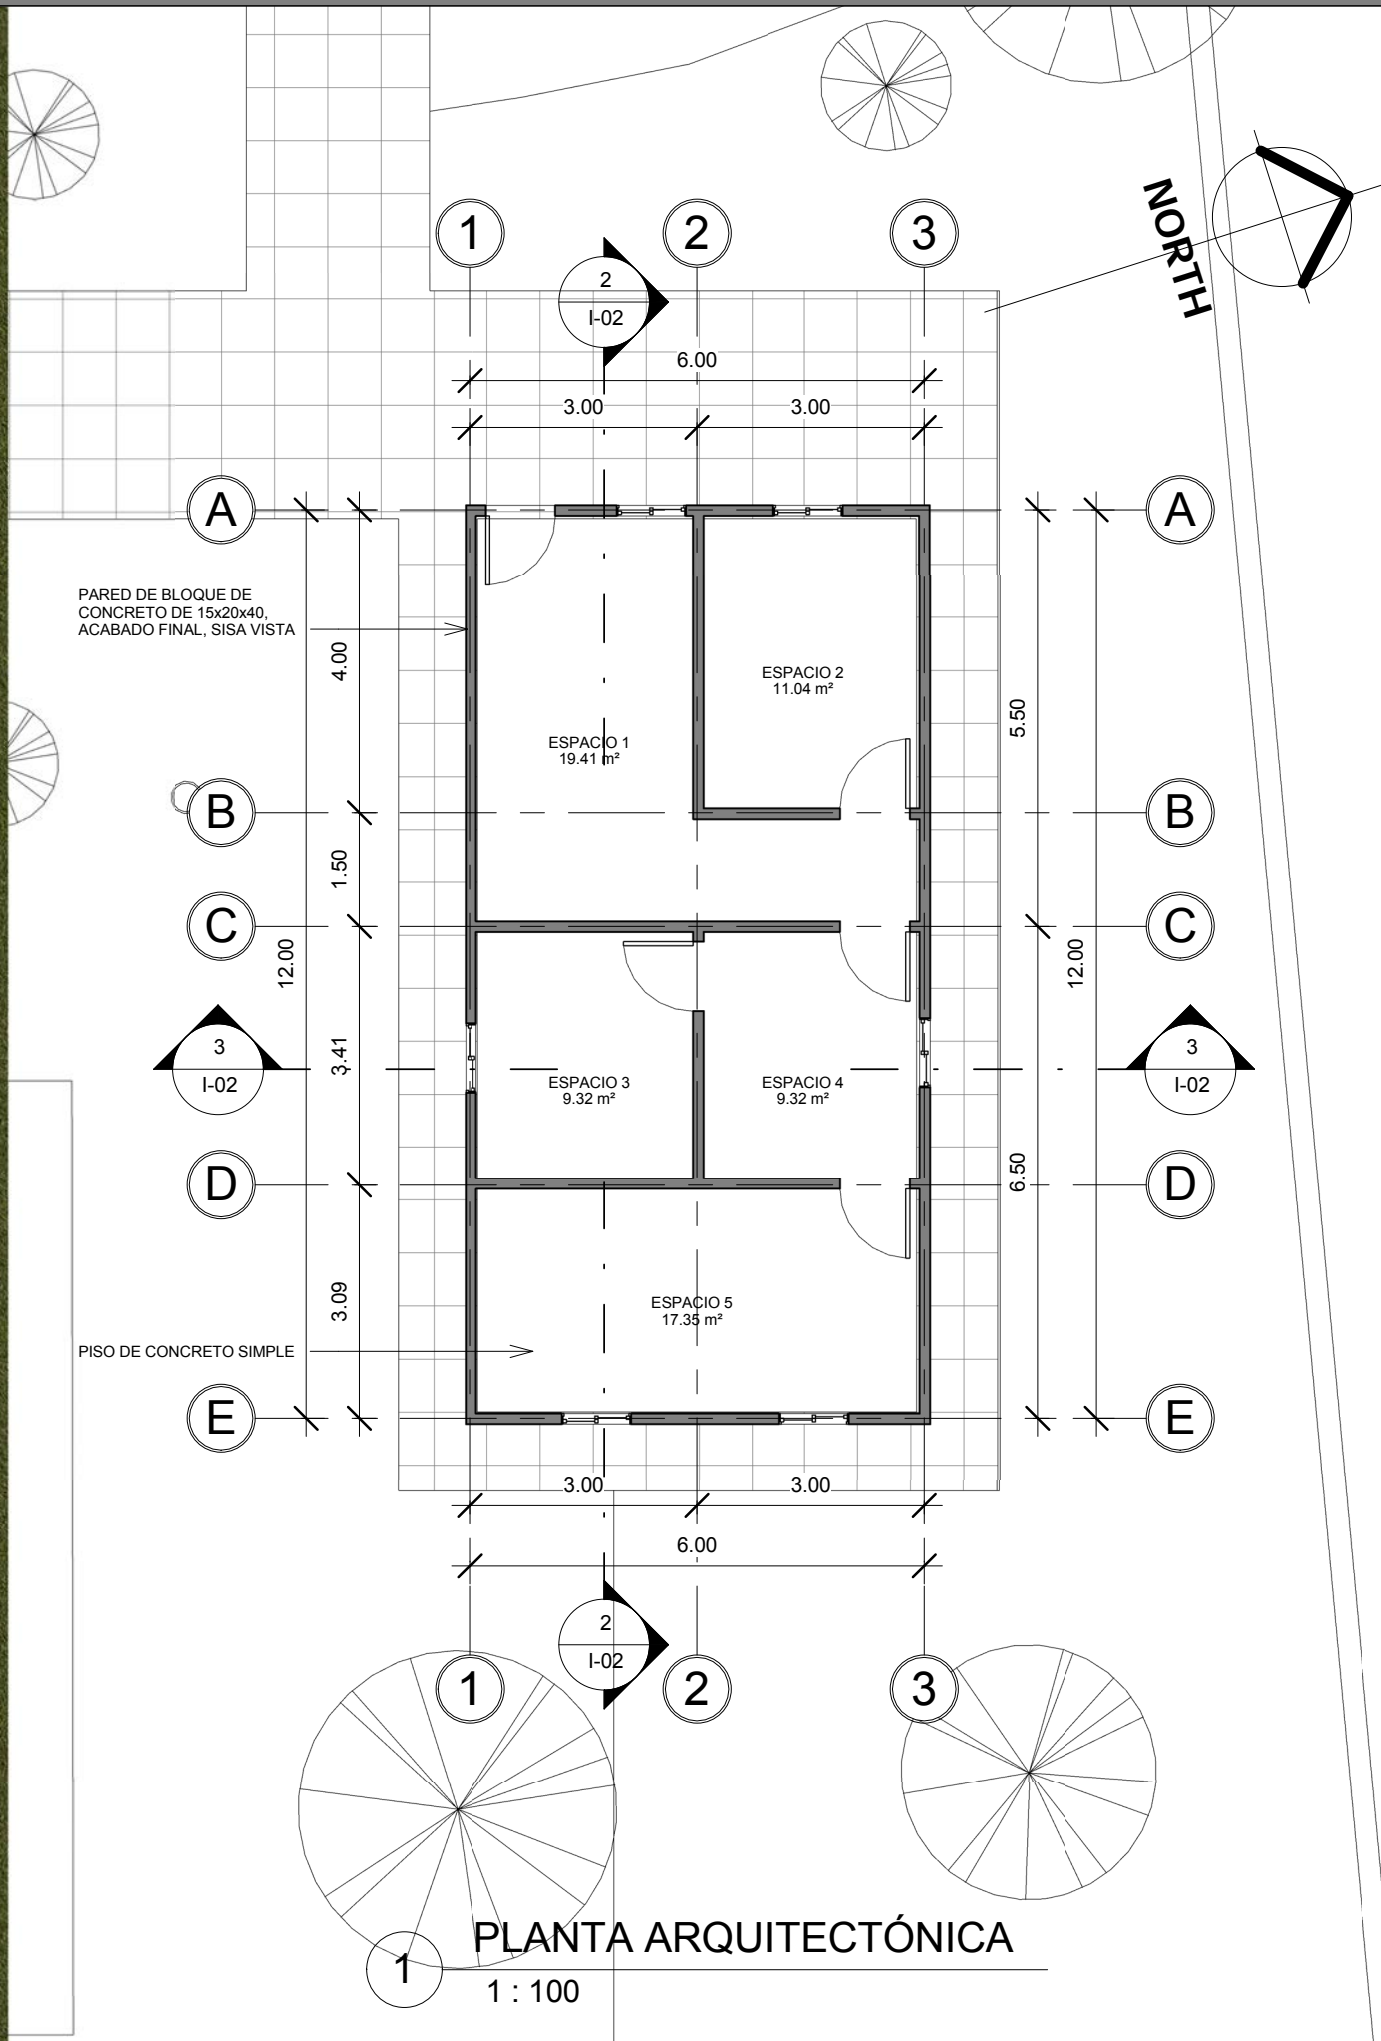 NORTH
1
2
3
2
I-02
6.00
3.00
3.00
A
A
PARED DE BLOQUE DE
CONCRETO DE 15x20x40,
ACABADO FINAL, SISA VISTA
4.00
ESPACIO 2
11.04 m²
5.50
ESPACIO 1
19.41 m²
B
B
1.50
C
C
12.00
12.00
3
I-02
3.41
ESPACIO 3
9.32 m²
ESPACIO 4
9.32 m²
3
I-02
D
6.50
D
3.09
ESPACIO 5
17.35 m²
PISO DE CONCRETO SIMPLE
E
E
3.00
3.00
6.00
2
I-02
1
2
3
1
PLANTA ARQUITECTÓNICA
1 : 100